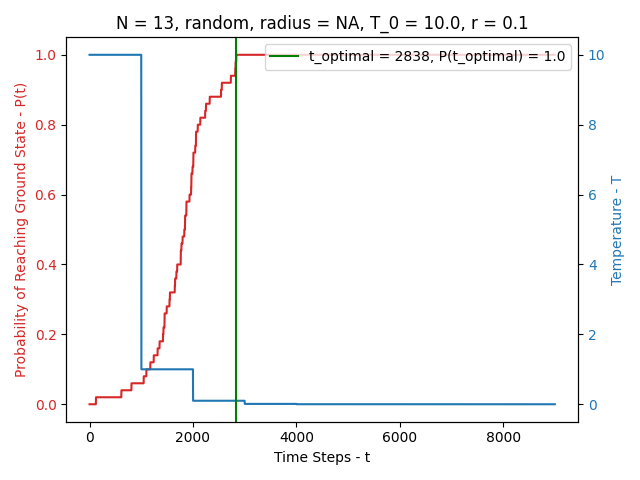 N = 13, random, radius = NA, T_0 = 10.0, r = 0.1
t_optimal = 2838, P(t_optimal) = 1.0
Probability of Reaching Ground State - P(t)
1.0
0.8
0.6
0.4
0.2
0.0
10
8
6
4
2
0
Temperature - T
0 2000 4000 6000 8000
Time Steps - t